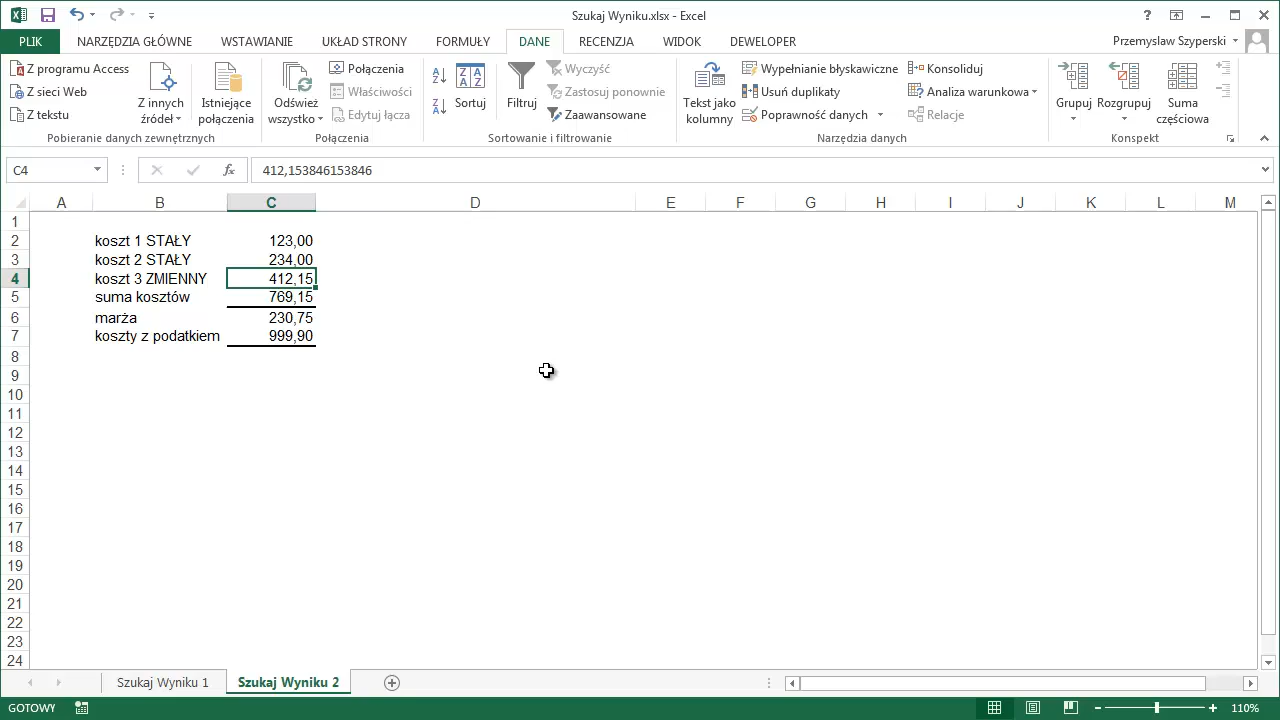 Szukaj Wyniku.xlsx - Excel
PLIK NARZĘDZIA GŁÓWNE WSTAWIANIE UKŁAD STRONY FORMUŁY DANE RECENZJA WIDOK DEWELOPER Przemyslaw Szyperski
Z programu Access
Z sieci Web
Z tekstu
Z innych źródeł
Istniejące połączenia
Pobieranie danych zewnętrznych
Odśwież wszystko
Połączenia
Właściwości
Edytuj łącza
Połączenia
Sortuj
Filtruj
Wyczyść
Zastosuj ponownie
Zaawansowane
Sortowanie i filtrowanie
Tekst jako kolumny
Wypełnianie błyskawiczne
Usuń duplikaty
Poprawność danych
Konsoliduj
Analiza warunkowa
Relacje
Narzędzia danych
Grupuj
Rozgrupuj
Suma częściowa
Konspekt
C4 fx 412,153846153846
A B C D E F G H I J K L M
1
2 koszt 1 STAŁY 123,00
3 koszt 2 STAŁY 234,00
4 koszt 3 ZMIENNY 412,15
5 suma kosztów 769,15
6 marża 230,75
7 koszty z podatkiem 999,90
8
9
10
11
12
13
14
15
16
17
18
19
20
21
22
23
24
Szukaj Wyniku 1 Szukaj Wyniku 2
GOTOWY 110%